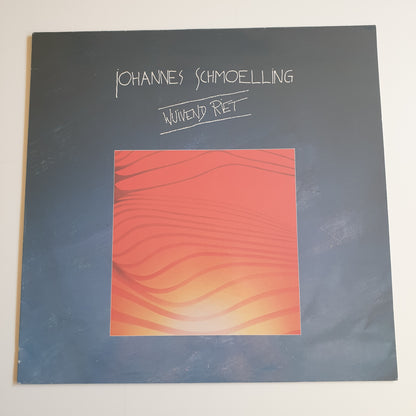 JOHANNES SCHMOELLING
WUIVEND RIET